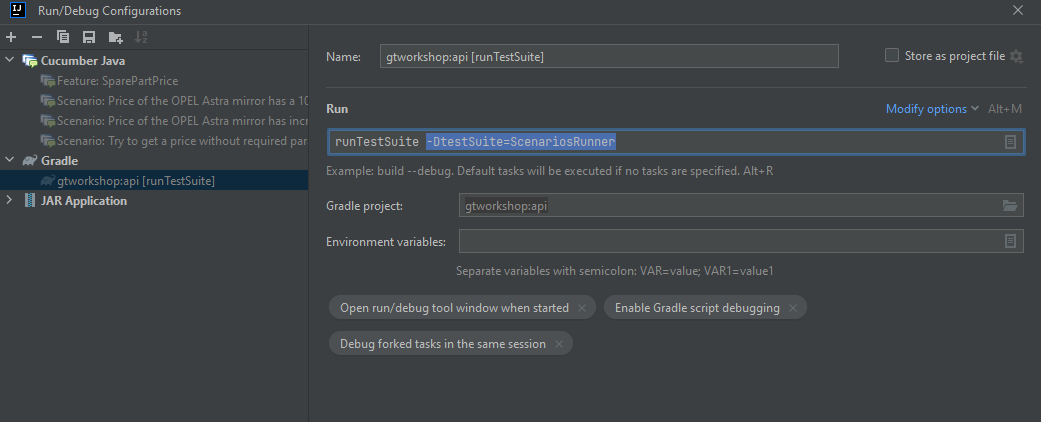 IJ Run/Debug Configurations
Cucumber Java
Feature: SparePartPrice
Scenario: Price of the OPEL Astra mirror has a 10
Scenario: Price of the OPEL Astra mirror has incr
Scenario: Try to get a price without required par
Gradle
gtworkshop:api [runTestSuite]
JAR Application
Name: gtworkshop:api [runTestSuite] Store as project file
Run Modify options Alt+M
runTestSuite -DtestSuite=ScenariosRunner
Example: build --debug. Default tasks will be executed if no tasks are specified. Alt+R
Gradle project: gtworkshop:api
Environment variables:
Separate variables with semicolon: VAR=value; VAR1=value1
Open run/debug tool window when started Enable Gradle script debugging
Debug forked tasks in the same session